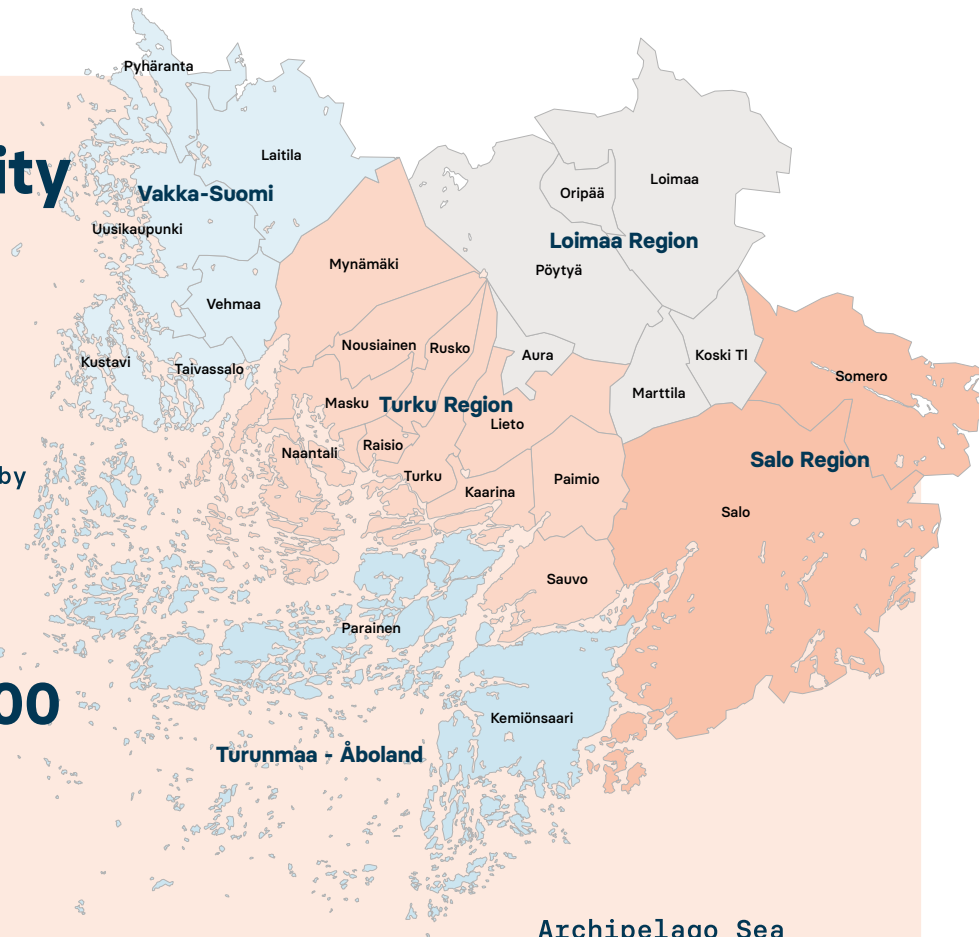 Pyhäranta
Laitila
ity
Vakka-Suomi
Loimaa
Oripää
Uusikaupunki
Loimaa Region
Mynämäki
Pöytyä
Vehmaa
Nousiainen
Rusko
Aura
Koski Tl
Kustavi
Taivassalo
Somero
Marttila
Masku
Turku Region
Lieto
Raisio
Naantali
Salo Region
by
Turku
Paimio
Kaarina
Salo
Sauvo
Parainen
00
Kemiönsaari
Turunmaa - Åboland
Archipelago Sea